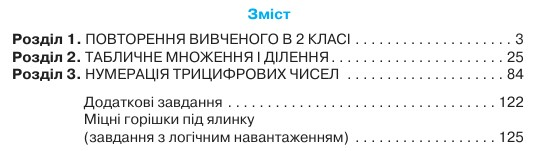 Зміст
Розділ 1. ПОВТОРЕННЯ ВИВЧЕНОГО В 2 КЛАСІ . . . . . . . . . . . . . . . . . . . 3
Розділ 2. ТАБЛИЧНЕ МНОЖЕННЯ І ДІЛЕННЯ . . . . . . . . . . . . . . . . . . . . 25
Розділ 3. НУМЕРАЦІЯ ТРИЦИФРОВИХ ЧИСЕЛ . . . . . . . . . . . . . . . . . . . 84
Додаткові завдання . . . . . . . . . . . . . . . . . . . . . . . . . . . . . . 122
Міцні горішки під ялинку
(завдання з логічним навантаженням) . . . . . . . . . . . . . . . . 125